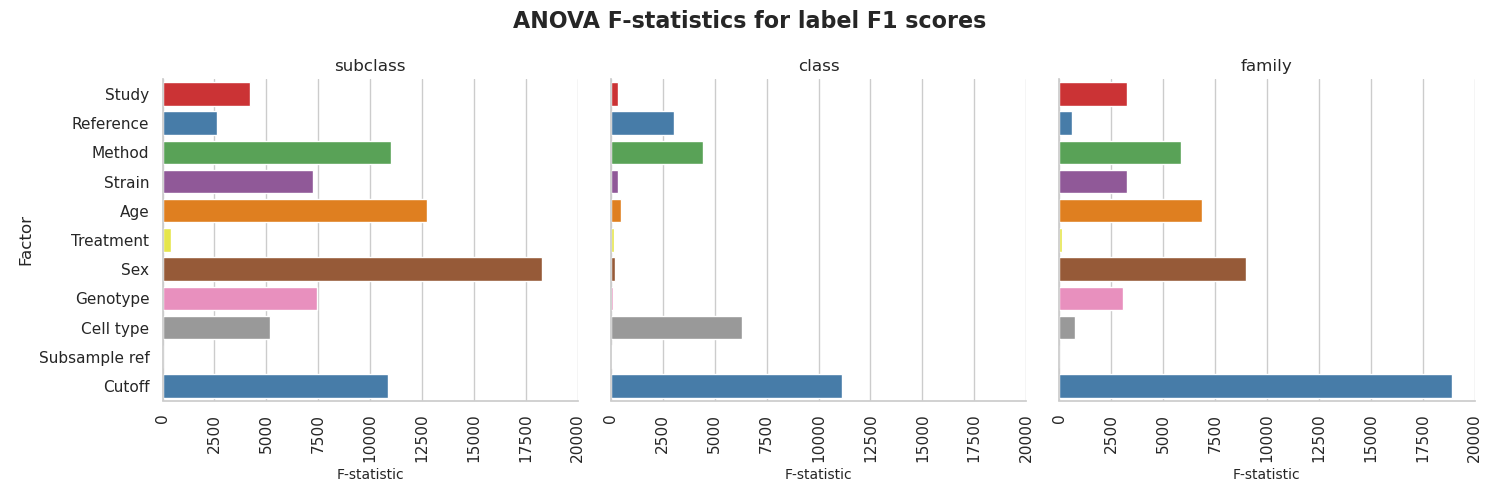 ANOVA F-statistics for label F1 scores
subclass
class
family
Factor
Study
Reference
Method
Strain
Age
Treatment
Sex
Genotype
Cell type
Subsample ref
Cutoff
0 2500 5000 7500 10000 12500 15000 17500 20000
0 2500 5000 7500 10000 12500 15000 17500 20000
0 2500 5000 7500 10000 12500 15000 17500 20000
F-statistic
F-statistic
F-statistic